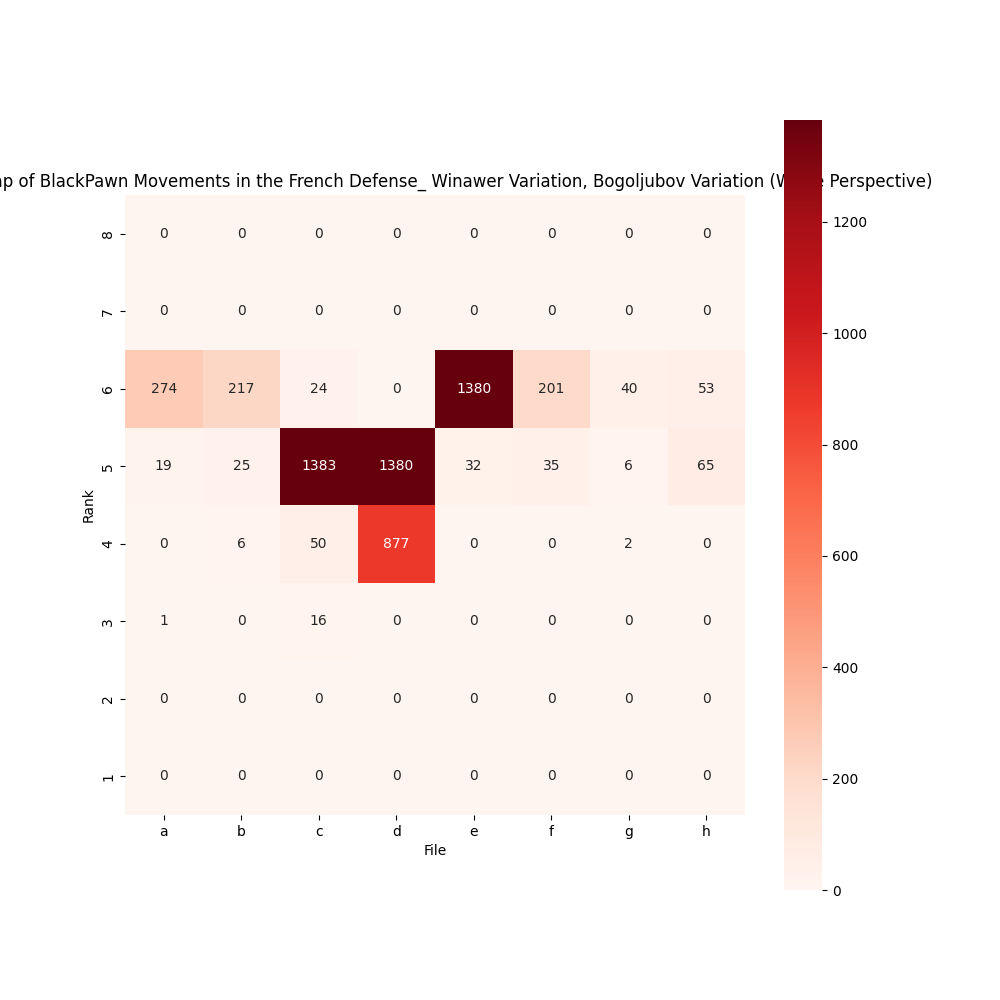 ap of BlackPawn Movements in the French Defense_ Winawer Variation, Bogoljubov Variation (W e Perspective)
8 0 0 0 0 0 0 0 0
7 0 0 0 0 0 0 0 0
6 274 217 24 0 1380 201 40 53
5 19 25 1383 1380 32 35 6 65
4 0 6 50 877 0 0 2 0
3 1 0 16 0 0 0 0 0
2 0 0 0 0 0 0 0 0
1 0 0 0 0 0 0 0 0
a b c d e f g h
File
Rank
1200
1000
800
600
400
200
0